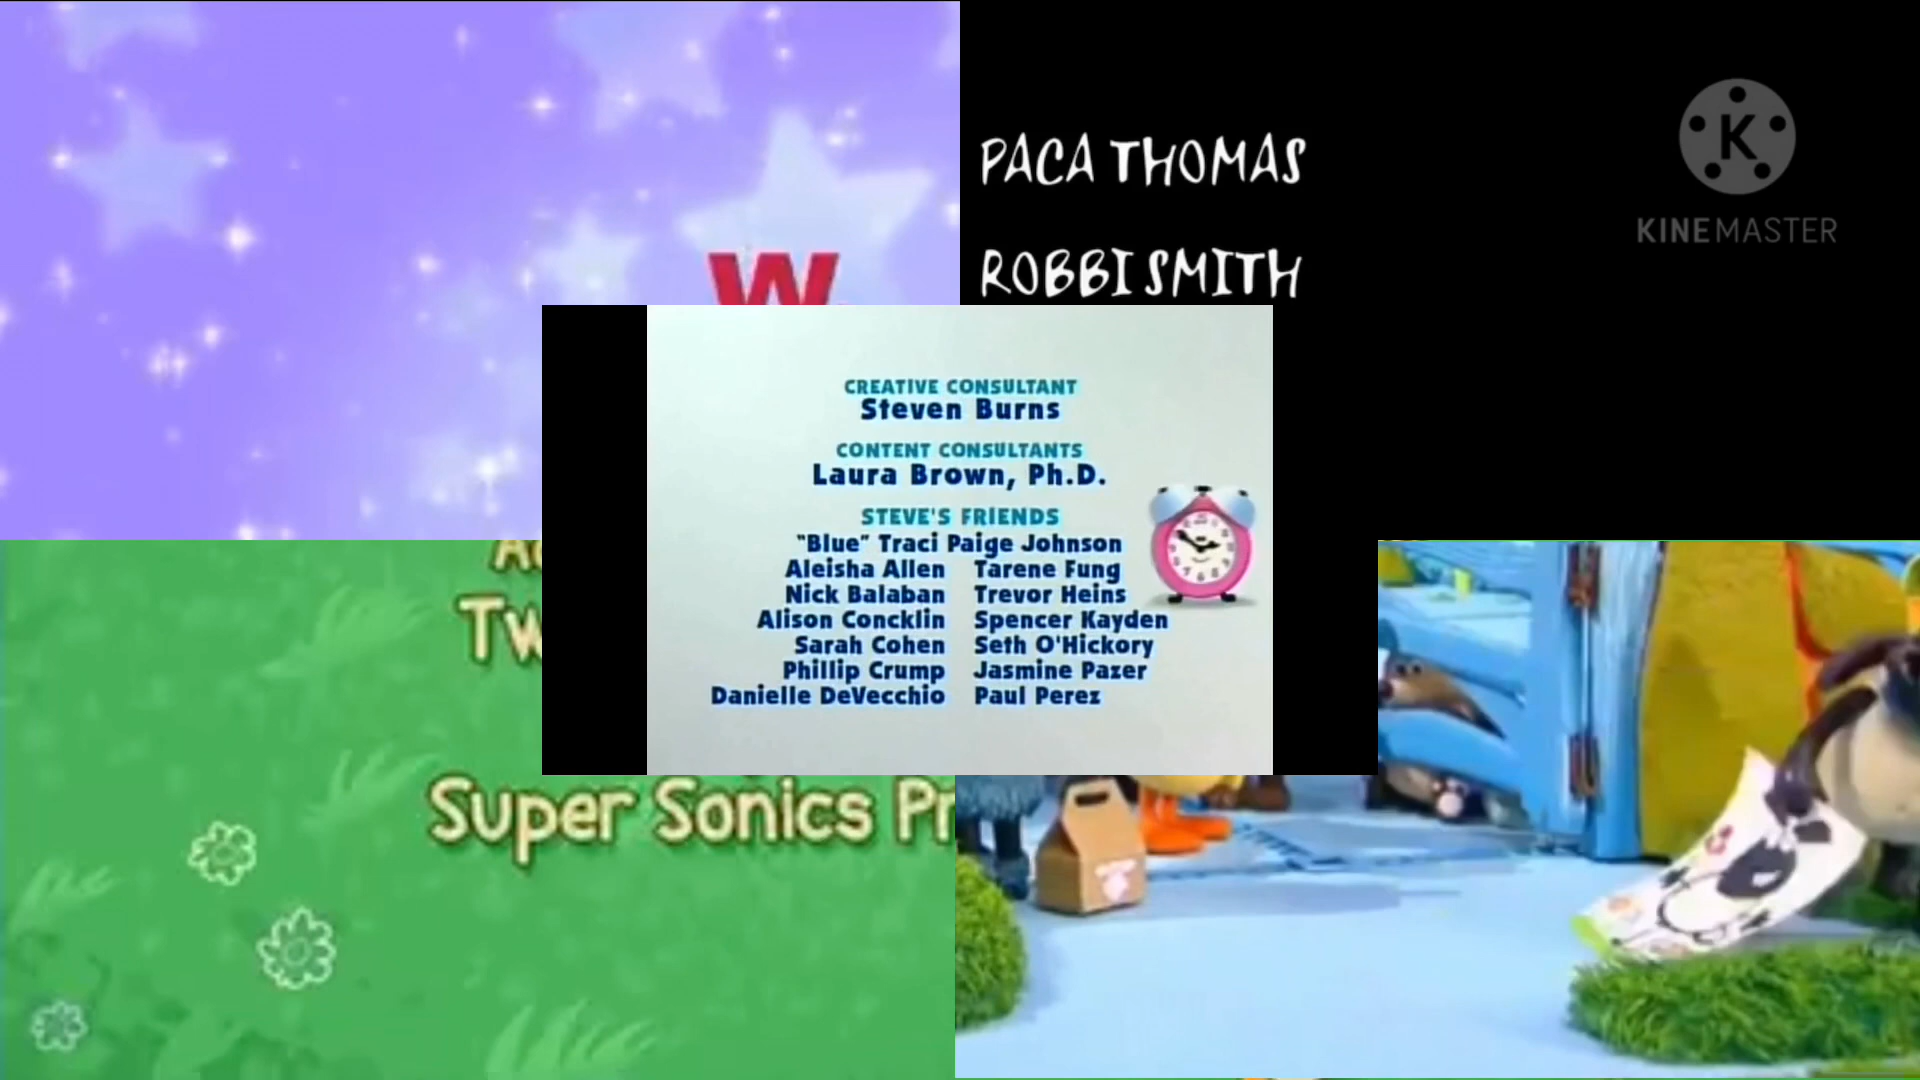 W
PACA THOMAS
ROBBI SMITH
K
KINEMASTER
CREATIVE CONSULTANT
Steven Burns
CONTENT CONSULTANTS
Laura Brown, Ph.D.
STEVE'S FRIENDS
"Blue" Traci Paige Johnson
Aleisha Allen Tarene Fung
Nick Balaban Trevor Heins
Alison Concklin Spencer Kayden
Sarah Cohen Seth O'Hickory
Phillip Crump Jasmine Pazer
Danielle DeVecchio Paul Perez
Tw
Super Sonics Pr